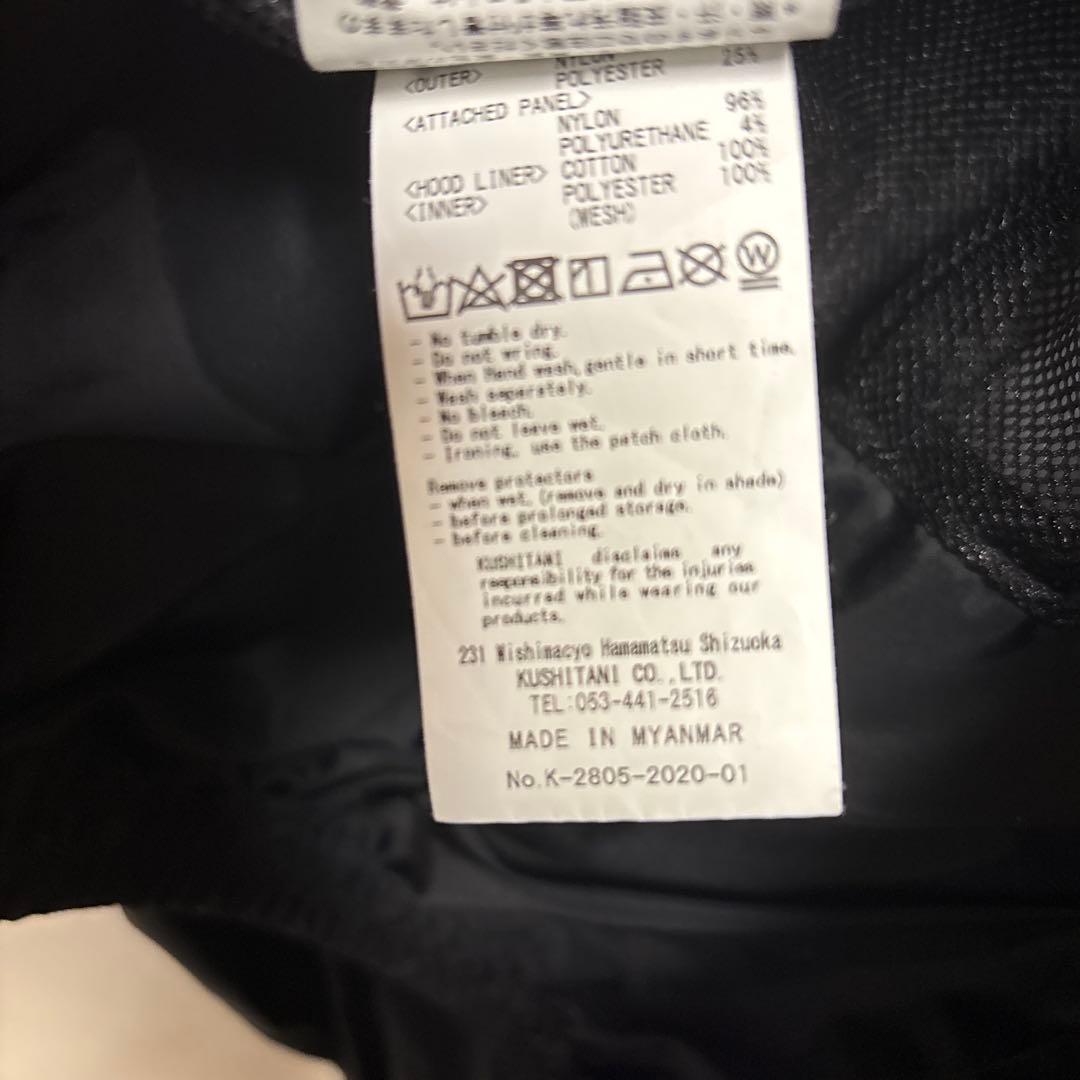 <OUTER> NYLON
POLYESTER 25%
<ATTACHED PANEL>
NYLON 96%
POLYURETHANE 4%
<HOOD LINER> COTTON 100%
<INNER> POLYESTER 100%
(MESH)
W
- No tumble dry.
- Do not wring.
- When Hand wash, gentle in short time.
- Wash separately.
- No bleach.
- Do not leave wet.
- Ironing, use the patch cloth.
Remove protectors
- when wet. (remove and dry in shade)
- before prolonged storage.
- before cleaning.
KUSHITANI disclaims any
responsibility for the injuries
incurred while wearing our
products.
231 Nishimacyo Hamamatsu Shizuoka
KUSHITANI CO.,LTD.
TEL:053-441-2516
MADE IN MYANMAR
No.K-2805-2020-01